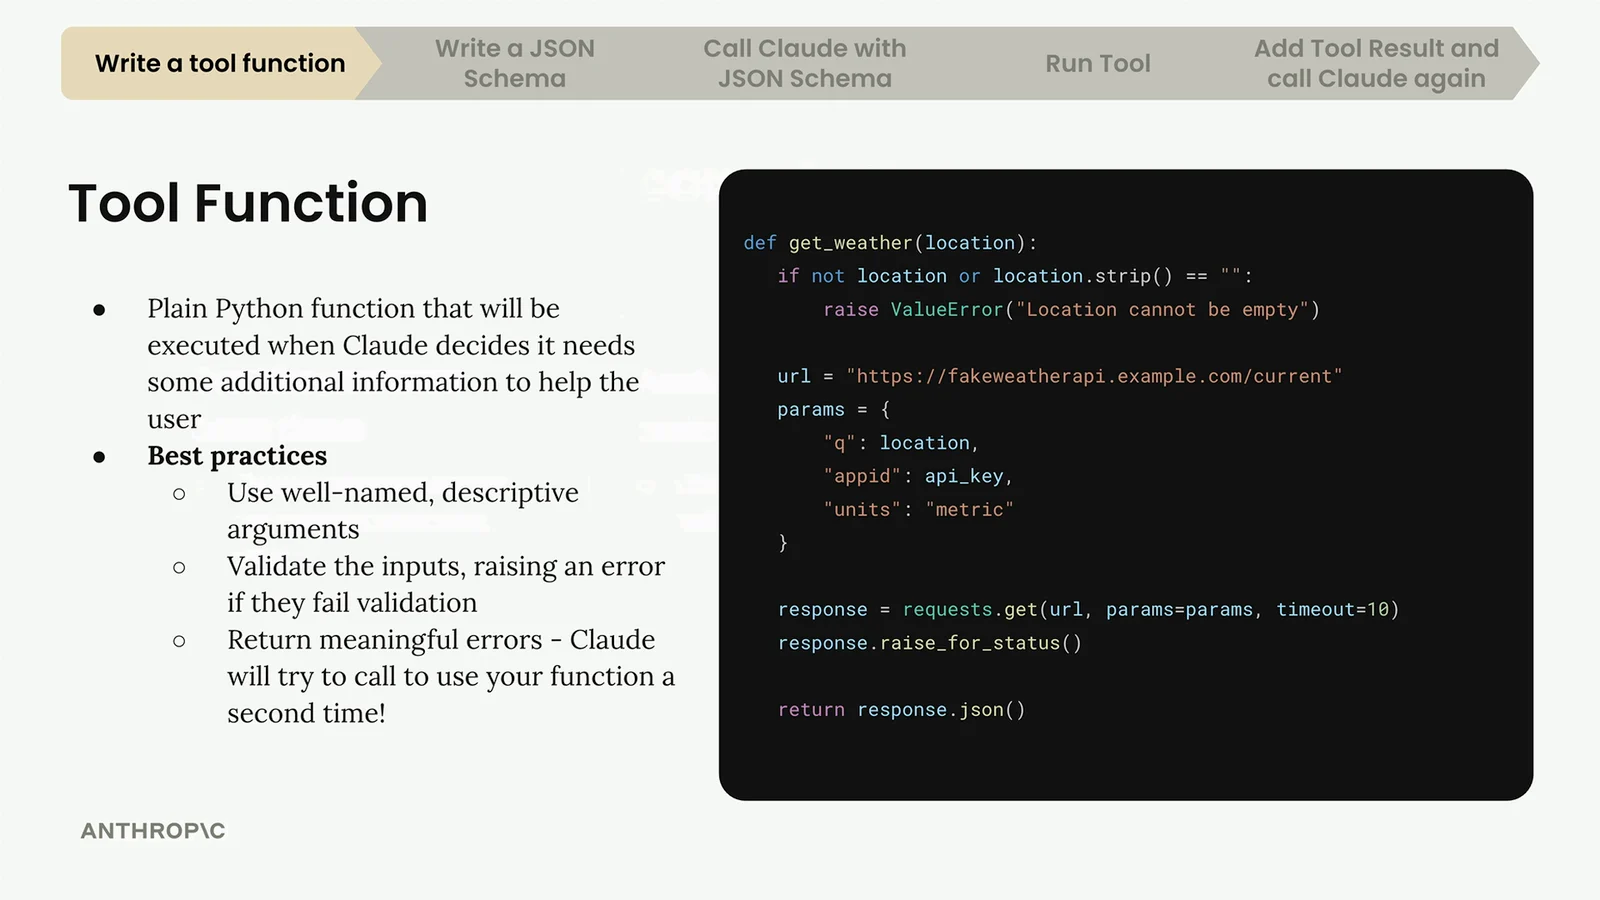 Write a tool function
Write a JSON
Schema
Call Claude with
JSON Schema
Run Tool
Add Tool Result and
call Claude again
Tool Function
● Plain Python function that will be
executed when Claude decides it needs
some additional information to help the
user
● Best practices
○ Use well-named, descriptive
arguments
○ Validate the inputs, raising an error
if they fail validation
○ Return meaningful errors - Claude
will try to call to use your function a
second time!
def get_weather(location):
    if not location or location.strip() == "":
        raise ValueError("Location cannot be empty")
    url = "https://fakeweatherapi.example.com/current"
    params = {
        "q": location,
        "appid": api_key,
        "units": "metric"
    }
    response = requests.get(url, params=params, timeout=10)
    response.raise_for_status()
    return response.json()
ANTHROP\C